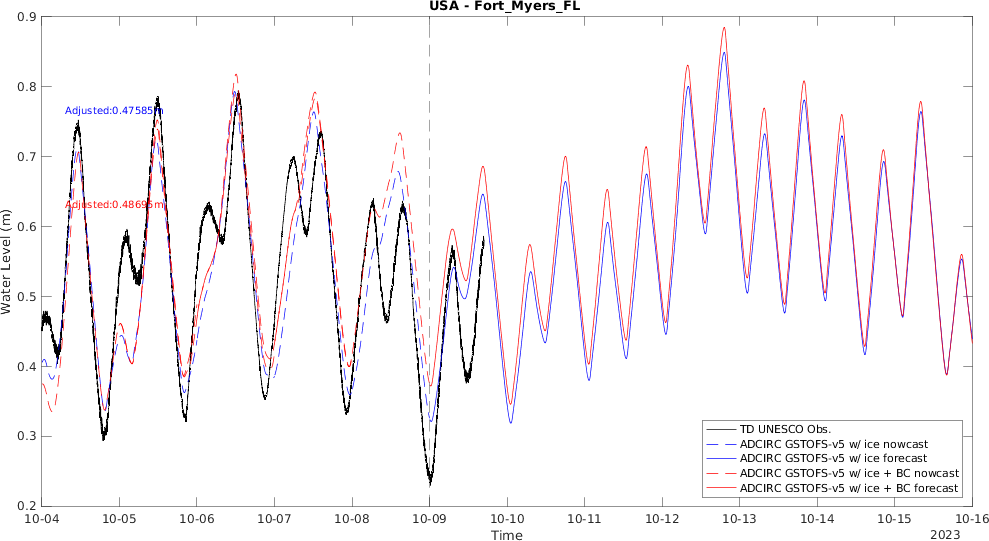 USA - Fort_Myers_FL
0.9
0.8
0.7
0.6
0.5
0.4
0.3
0.2
Water Level (m)
Adjusted:0.47585m
Adjusted:0.48695m
TD UNESCO Obs.
ADCIRC GSTOFS-v5 w/ ice nowcast
ADCIRC GSTOFS-v5 w/ ice forecast
ADCIRC GSTOFS-v5 w/ ice + BC nowcast
ADCIRC GSTOFS-v5 w/ ice + BC forecast
10-04 10-05 10-06 10-07 10-08 10-09 10-10 10-11 10-12 10-13 10-14 10-15 10-16
Time
2023